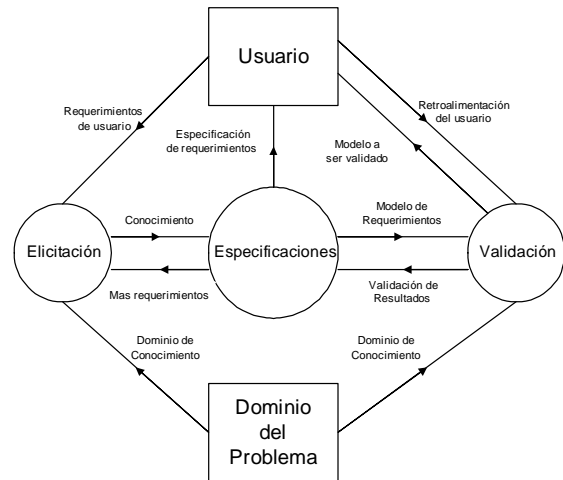 Usuario
Requerimientos
de usuario
Retroalimentación
del usuario
Especificación
de requerimientos
Modelo a
ser validado
Conocimiento
Modelo de
Requerimientos
Elicitación
Especificaciones
Validación
Mas requerimientos
Validación de
Resultados
Dominio de
Conocimiento
Dominio de
Conocimiento
Dominio
del
Problema